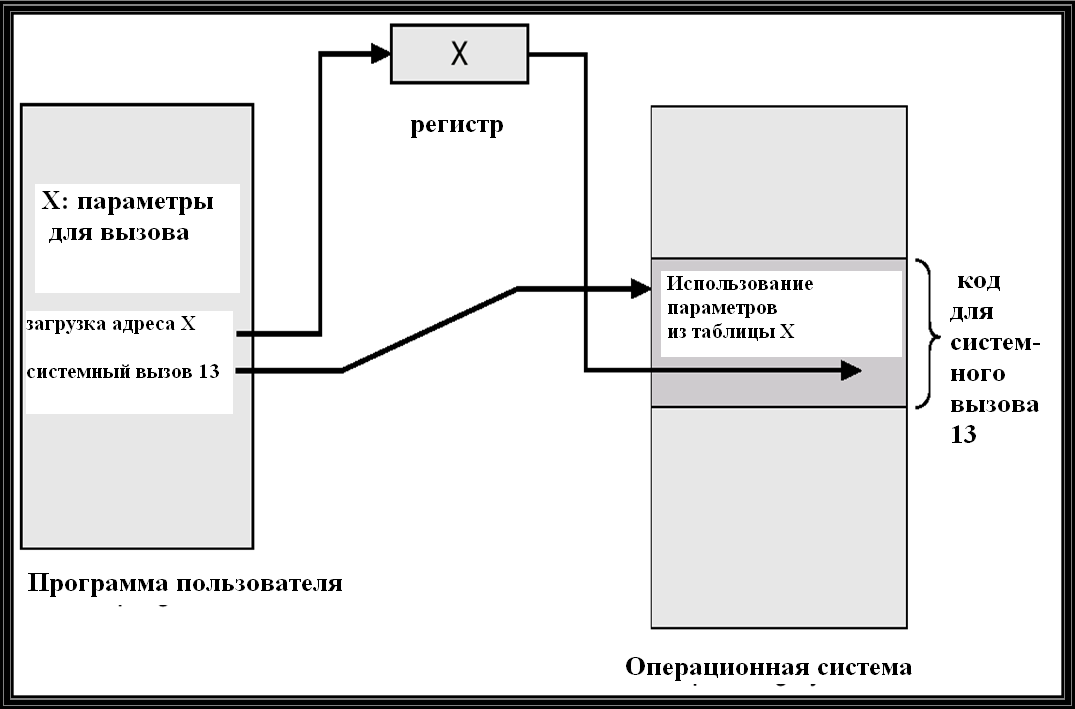 X
регистр
X: параметры
для вызова
загрузка адреса X
системный вызов 13
Программа пользователя
Использование
параметров
из таблицы X
код
для
систем-
ного
вызова
13
Операционная система